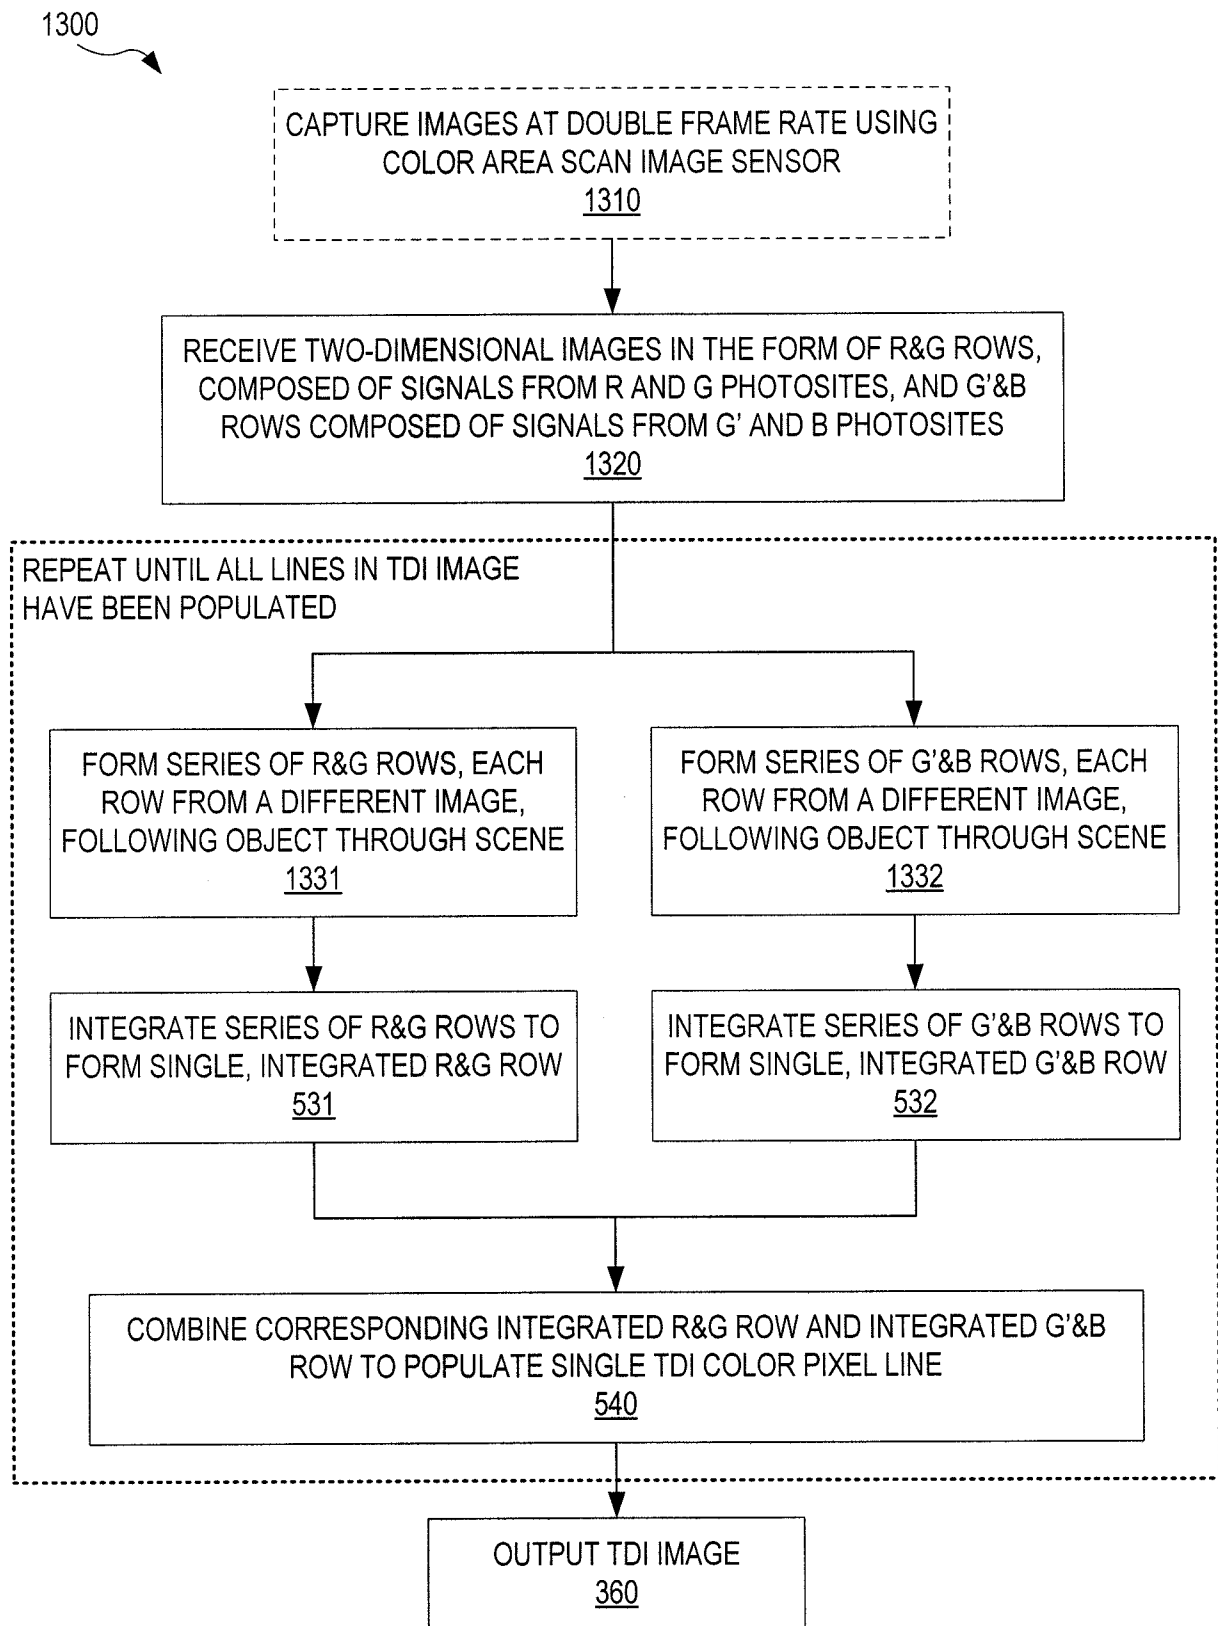 1300
CAPTURE IMAGES AT DOUBLE FRAME RATE USING
COLOR AREA SCAN IMAGE SENSOR
1310
RECEIVE TWO-DIMENSIONAL IMAGES IN THE FORM OF R&G ROWS,
COMPOSED OF SIGNALS FROM R AND G PHOTOSITES, AND G'&B
ROWS COMPOSED OF SIGNALS FROM G' AND B PHOTOSITES
1320
REPEAT UNTIL ALL LINES IN TDI IMAGE
HAVE BEEN POPULATED
FORM SERIES OF R&G ROWS, EACH
ROW FROM A DIFFERENT IMAGE,
FOLLOWING OBJECT THROUGH SCENE
1331
FORM SERIES OF G'&B ROWS, EACH
ROW FROM A DIFFERENT IMAGE,
FOLLOWING OBJECT THROUGH SCENE
1332
INTEGRATE SERIES OF R&G ROWS TO
FORM SINGLE, INTEGRATED R&G ROW
531
INTEGRATE SERIES OF G'&B ROWS TO
FORM SINGLE, INTEGRATED G'&B ROW
532
COMBINE CORRESPONDING INTEGRATED R&G ROW AND INTEGRATED G'&B
ROW TO POPULATE SINGLE TDI COLOR PIXEL LINE
540
OUTPUT TDI IMAGE
360